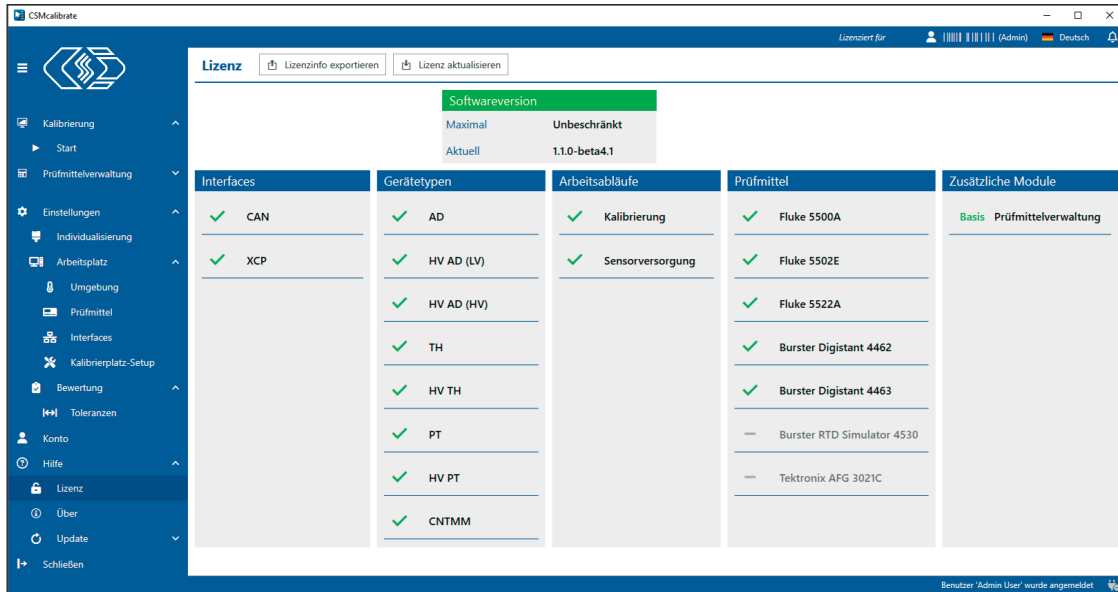 CSMcalibrate
Lizenziert für
(Admin)
Deutsch
Lizenz
Lizenzinfo exportieren
Lizenz aktualisieren
Softwareversion
Maximal Unbeschränkt
Aktuell 1.1.0-beta4.1
Kalibrierung
Start
Prüfmittelverwaltung
Einstellungen
Individualisierung
Arbeitsplatz
Umgebung
Prüfmittel
Interfaces
Kalibrierplatz-Setup
Bewertung
Toleranzen
Konto
Hilfe
Lizenz
Über
Update
Schließen
Interfaces
CAN
XCP
Gerätetypen
AD
HV AD (LV)
HV AD (HV)
TH
HV TH
PT
HV PT
CNTMM
Arbeitsabläufe
Kalibrierung
Sensorversorgung
Prüfmittel
Fluke 5500A
Fluke 5502E
Fluke 5522A
Burster Digistant 4462
Burster Digistant 4463
Burster RTD Simulator 4530
Tektronix AFG 3021C
Zusätzliche Module
Basis Prüfmittelverwaltung
Benutzer 'Admin User' wurde angemeldet